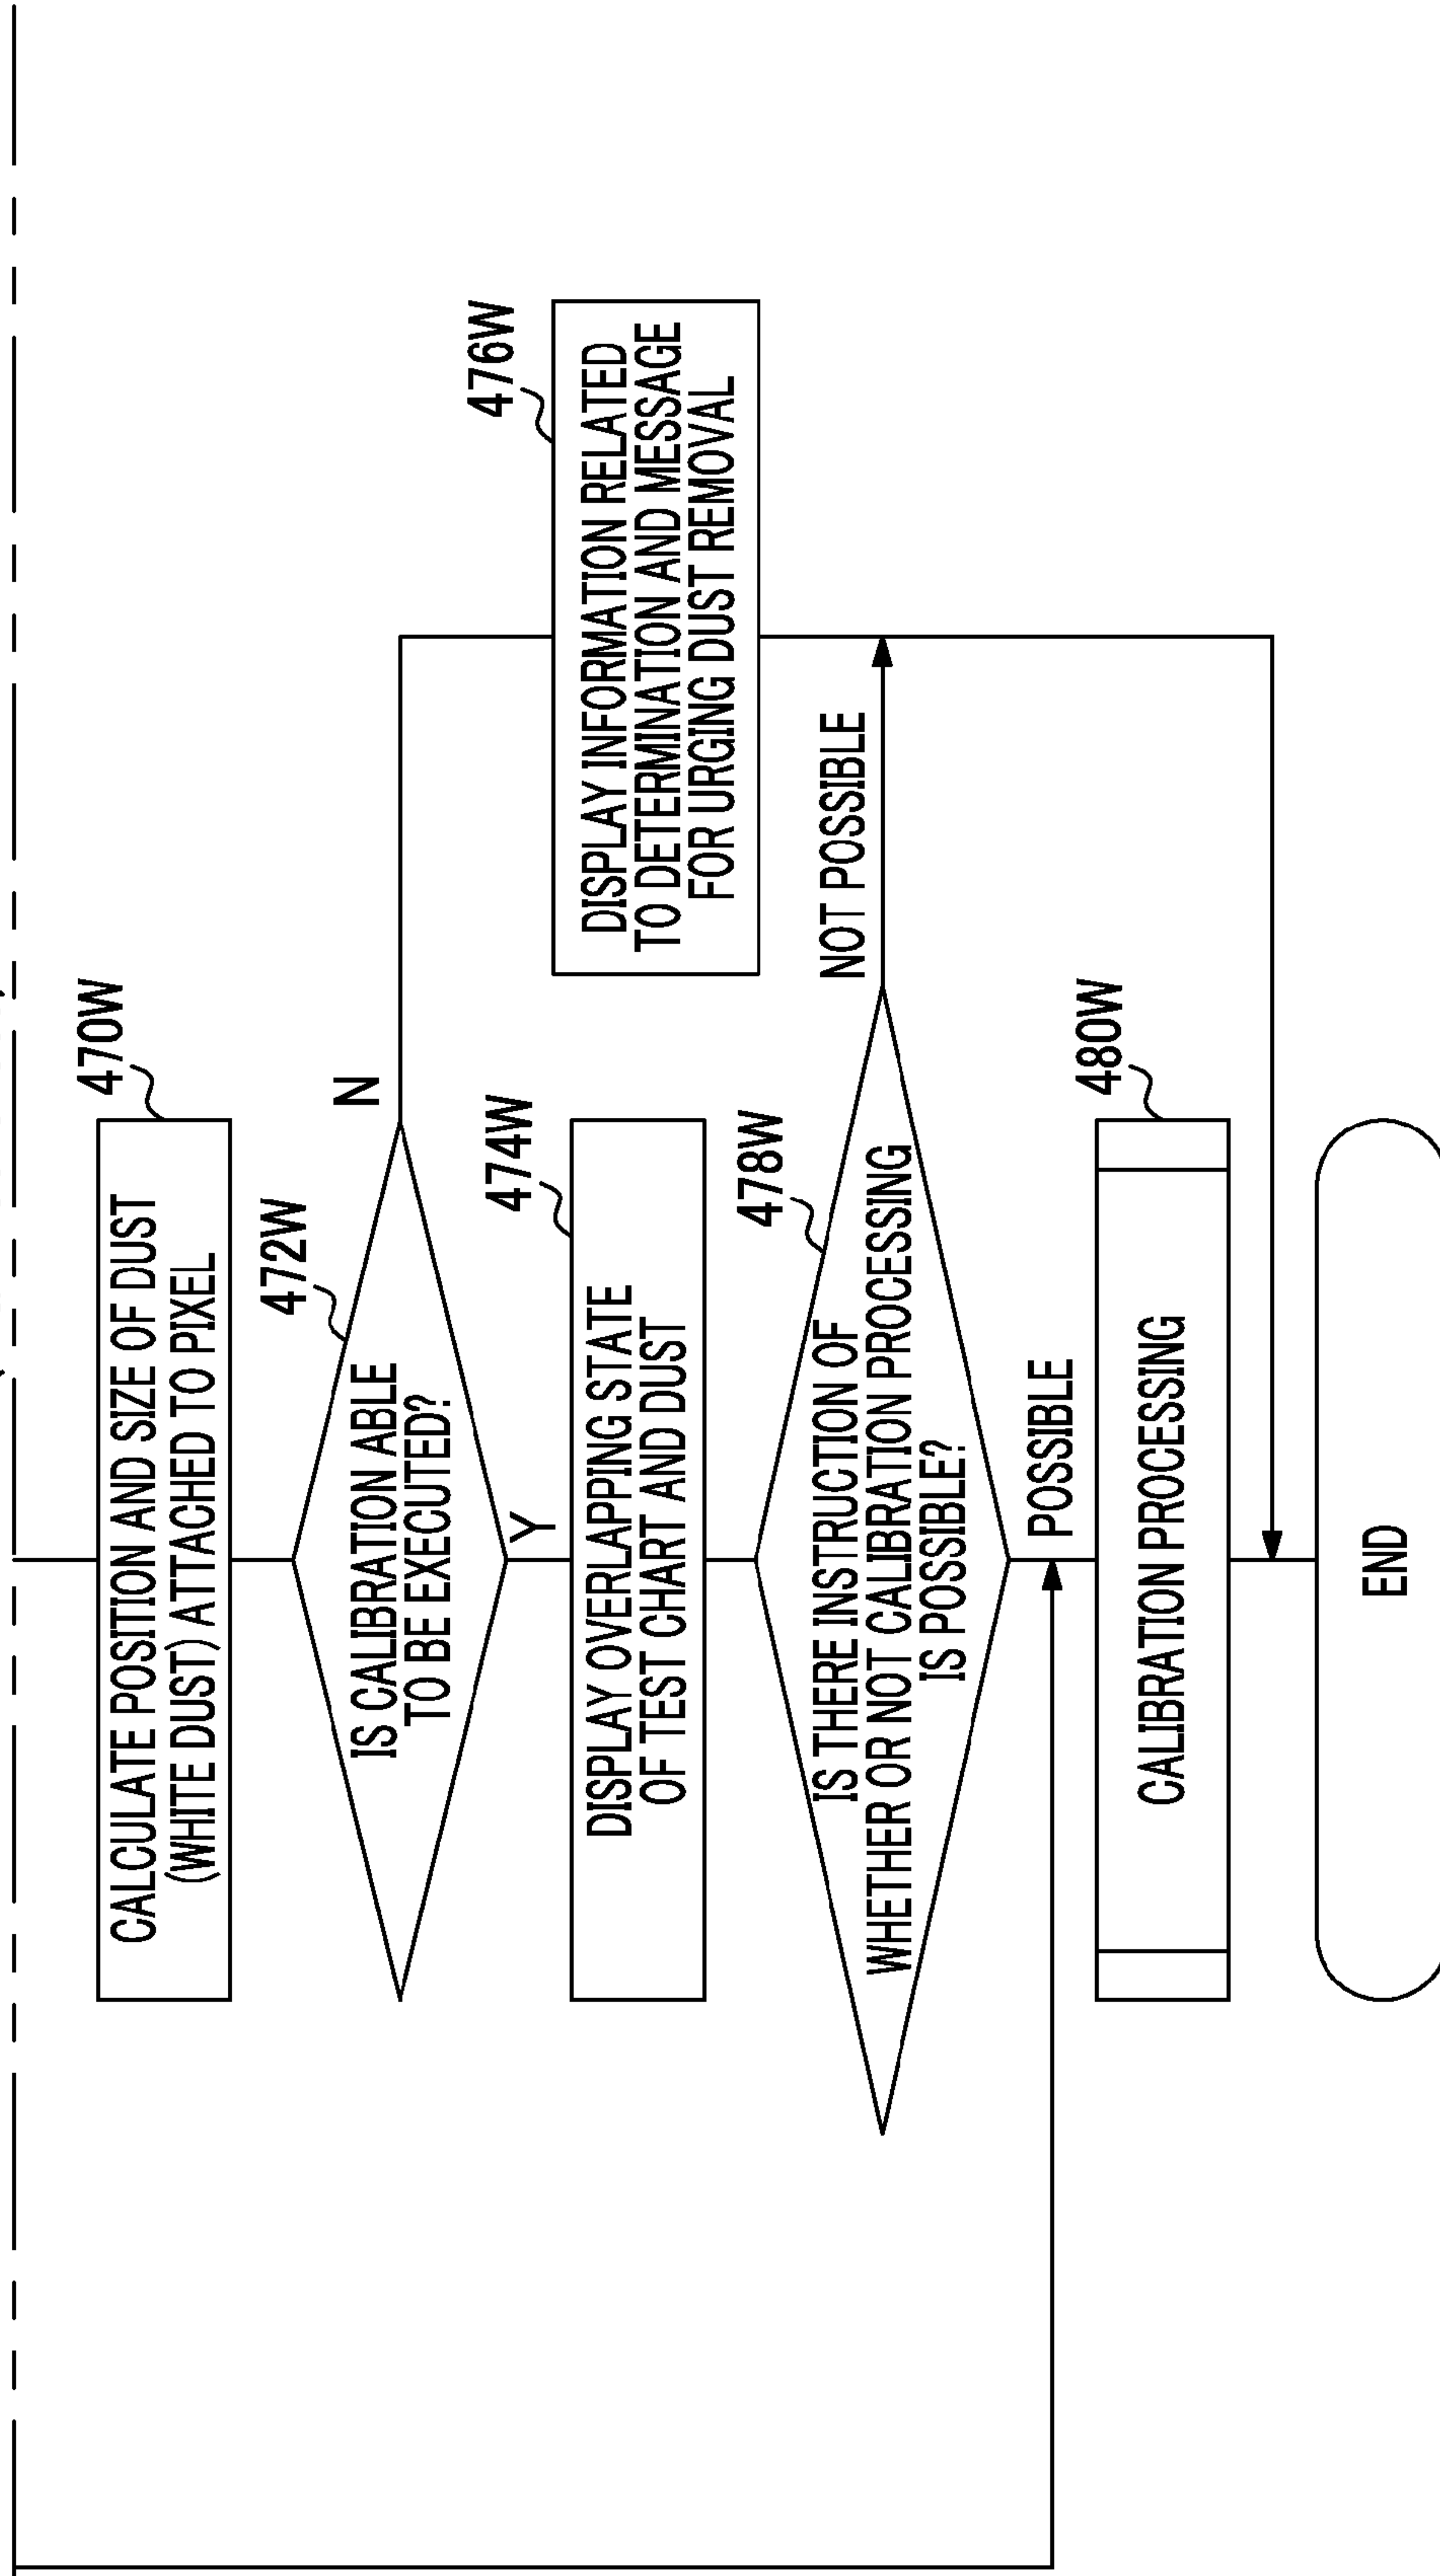 470W
CALCULATE POSITION AND SIZE OF DUST
(WHITE DUST) ATTACHED TO PIXEL
472W
IS CALIBRATION ABLE
TO BE EXECUTED?
N
Y
474W
DISPLAY OVERLAPPING STATE
OF TEST CHART AND DUST
476W
DISPLAY INFORMATION RELATED
TO DETERMINATION AND MESSAGE
FOR URGING DUST REMOVAL
478W
IS THERE INSTRUCTION OF
WHETHER OR NOT CALIBRATION PROCESSING
IS POSSIBLE?
NOT POSSIBLE
POSSIBLE
480W
CALIBRATION PROCESSING
END